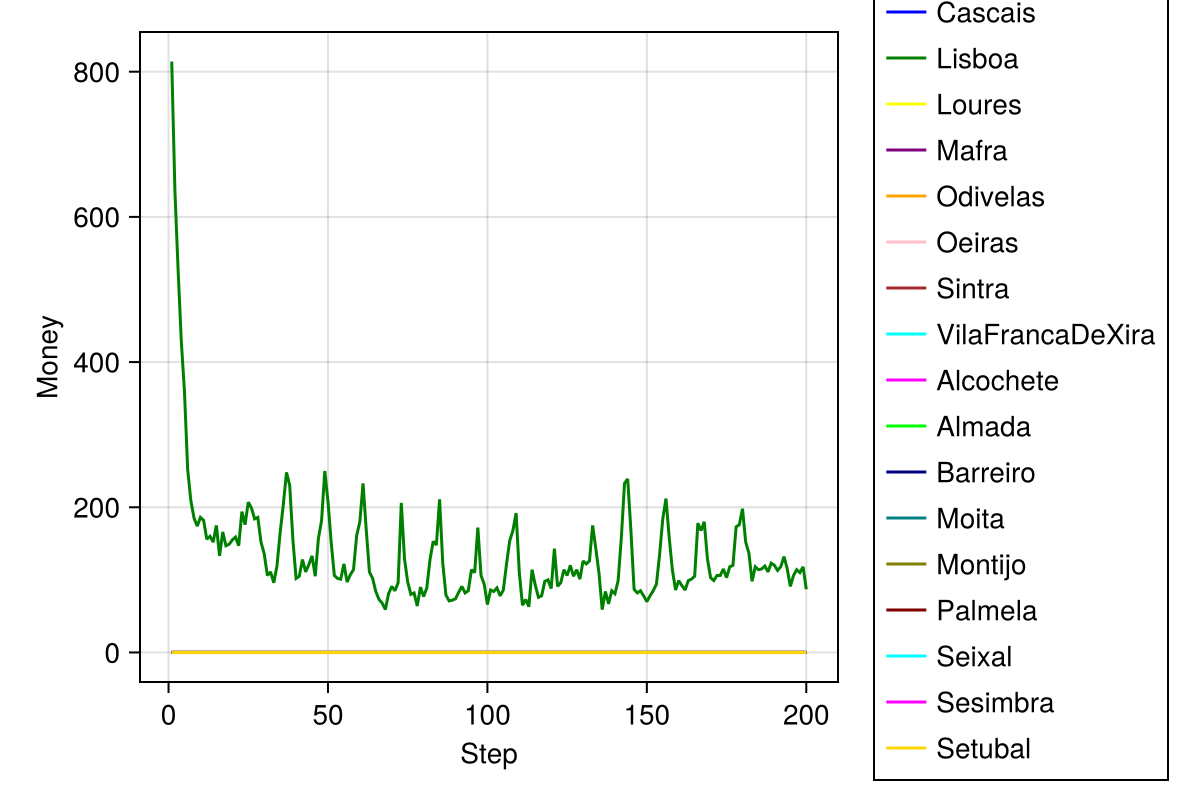 800
600
400
200
0
Money
0 50 100 150 200
Step
Cascais
Lisboa
Loures
Mafra
Odivelas
Oeiras
Sintra
VilaFrancaDeXira
Alcochete
Almada
Barreiro
Moita
Montijo
Palmela
Seixal
Sesimbra
Setubal